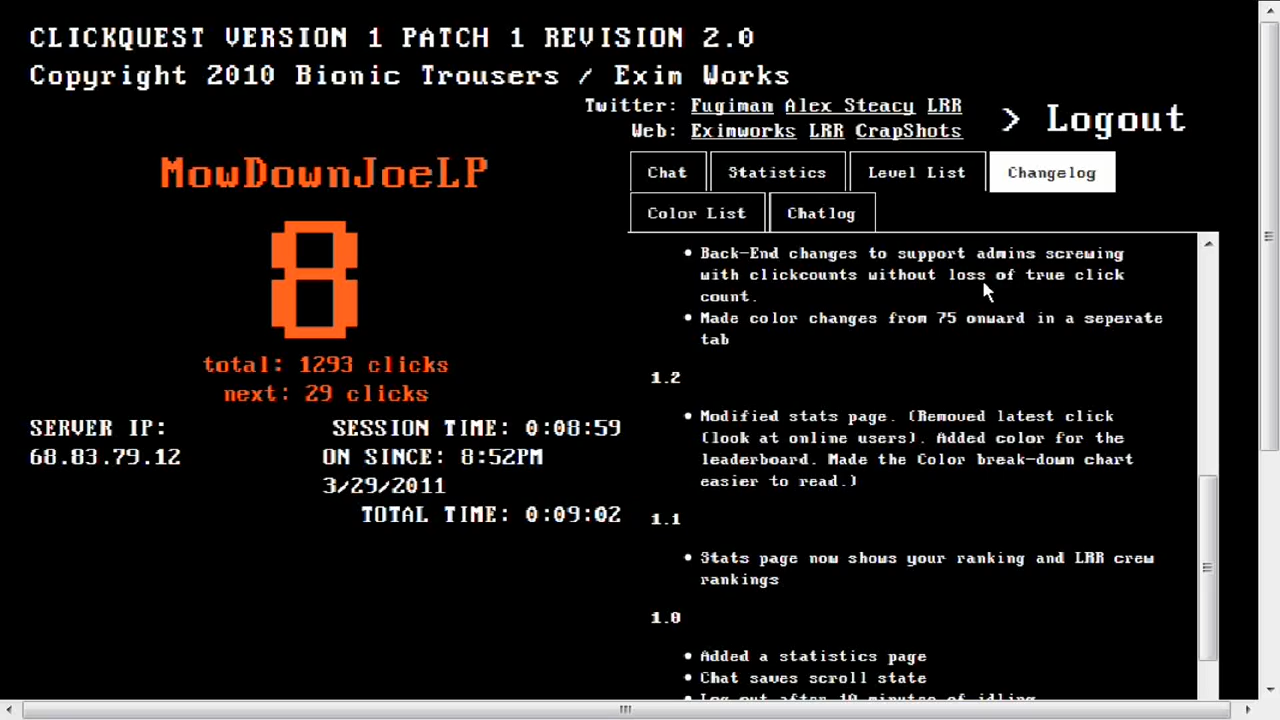 CLICKQUEST VERSION 1 PATCH 1 REVISION 2.0
Copyright 2010 Bionic Trousers / Exim Works
Twitter: Fugiman Alex Steacy LRR
Web: Eximworks LRR CrapShots
> Logout
MowDownJoeLP
8
total: 1293 clicks
next: 29 clicks
SERVER IP:
68.83.79.12
SESSION TIME: 0:08:59
ON SINCE: 8:52PM
3/29/2011
TOTAL TIME: 0:09:02
Chat Statistics Level List Changelog
Color List Chatlog
• Back-End changes to support admins screwing
with clickcounts without loss of true click
count.
• Made color changes from 75 onward in a seperate
tab
1.2
• Modified stats page. (Removed latest click
(look at online users). Added color for the
leaderboard. Made the Color break-down chart
easier to read.)
1.1
• Stats page now shows your ranking and LRR crew
rankings
1.0
• Added a statistics page
• Chat saves scroll state
• Log out after 10 minutes of idling